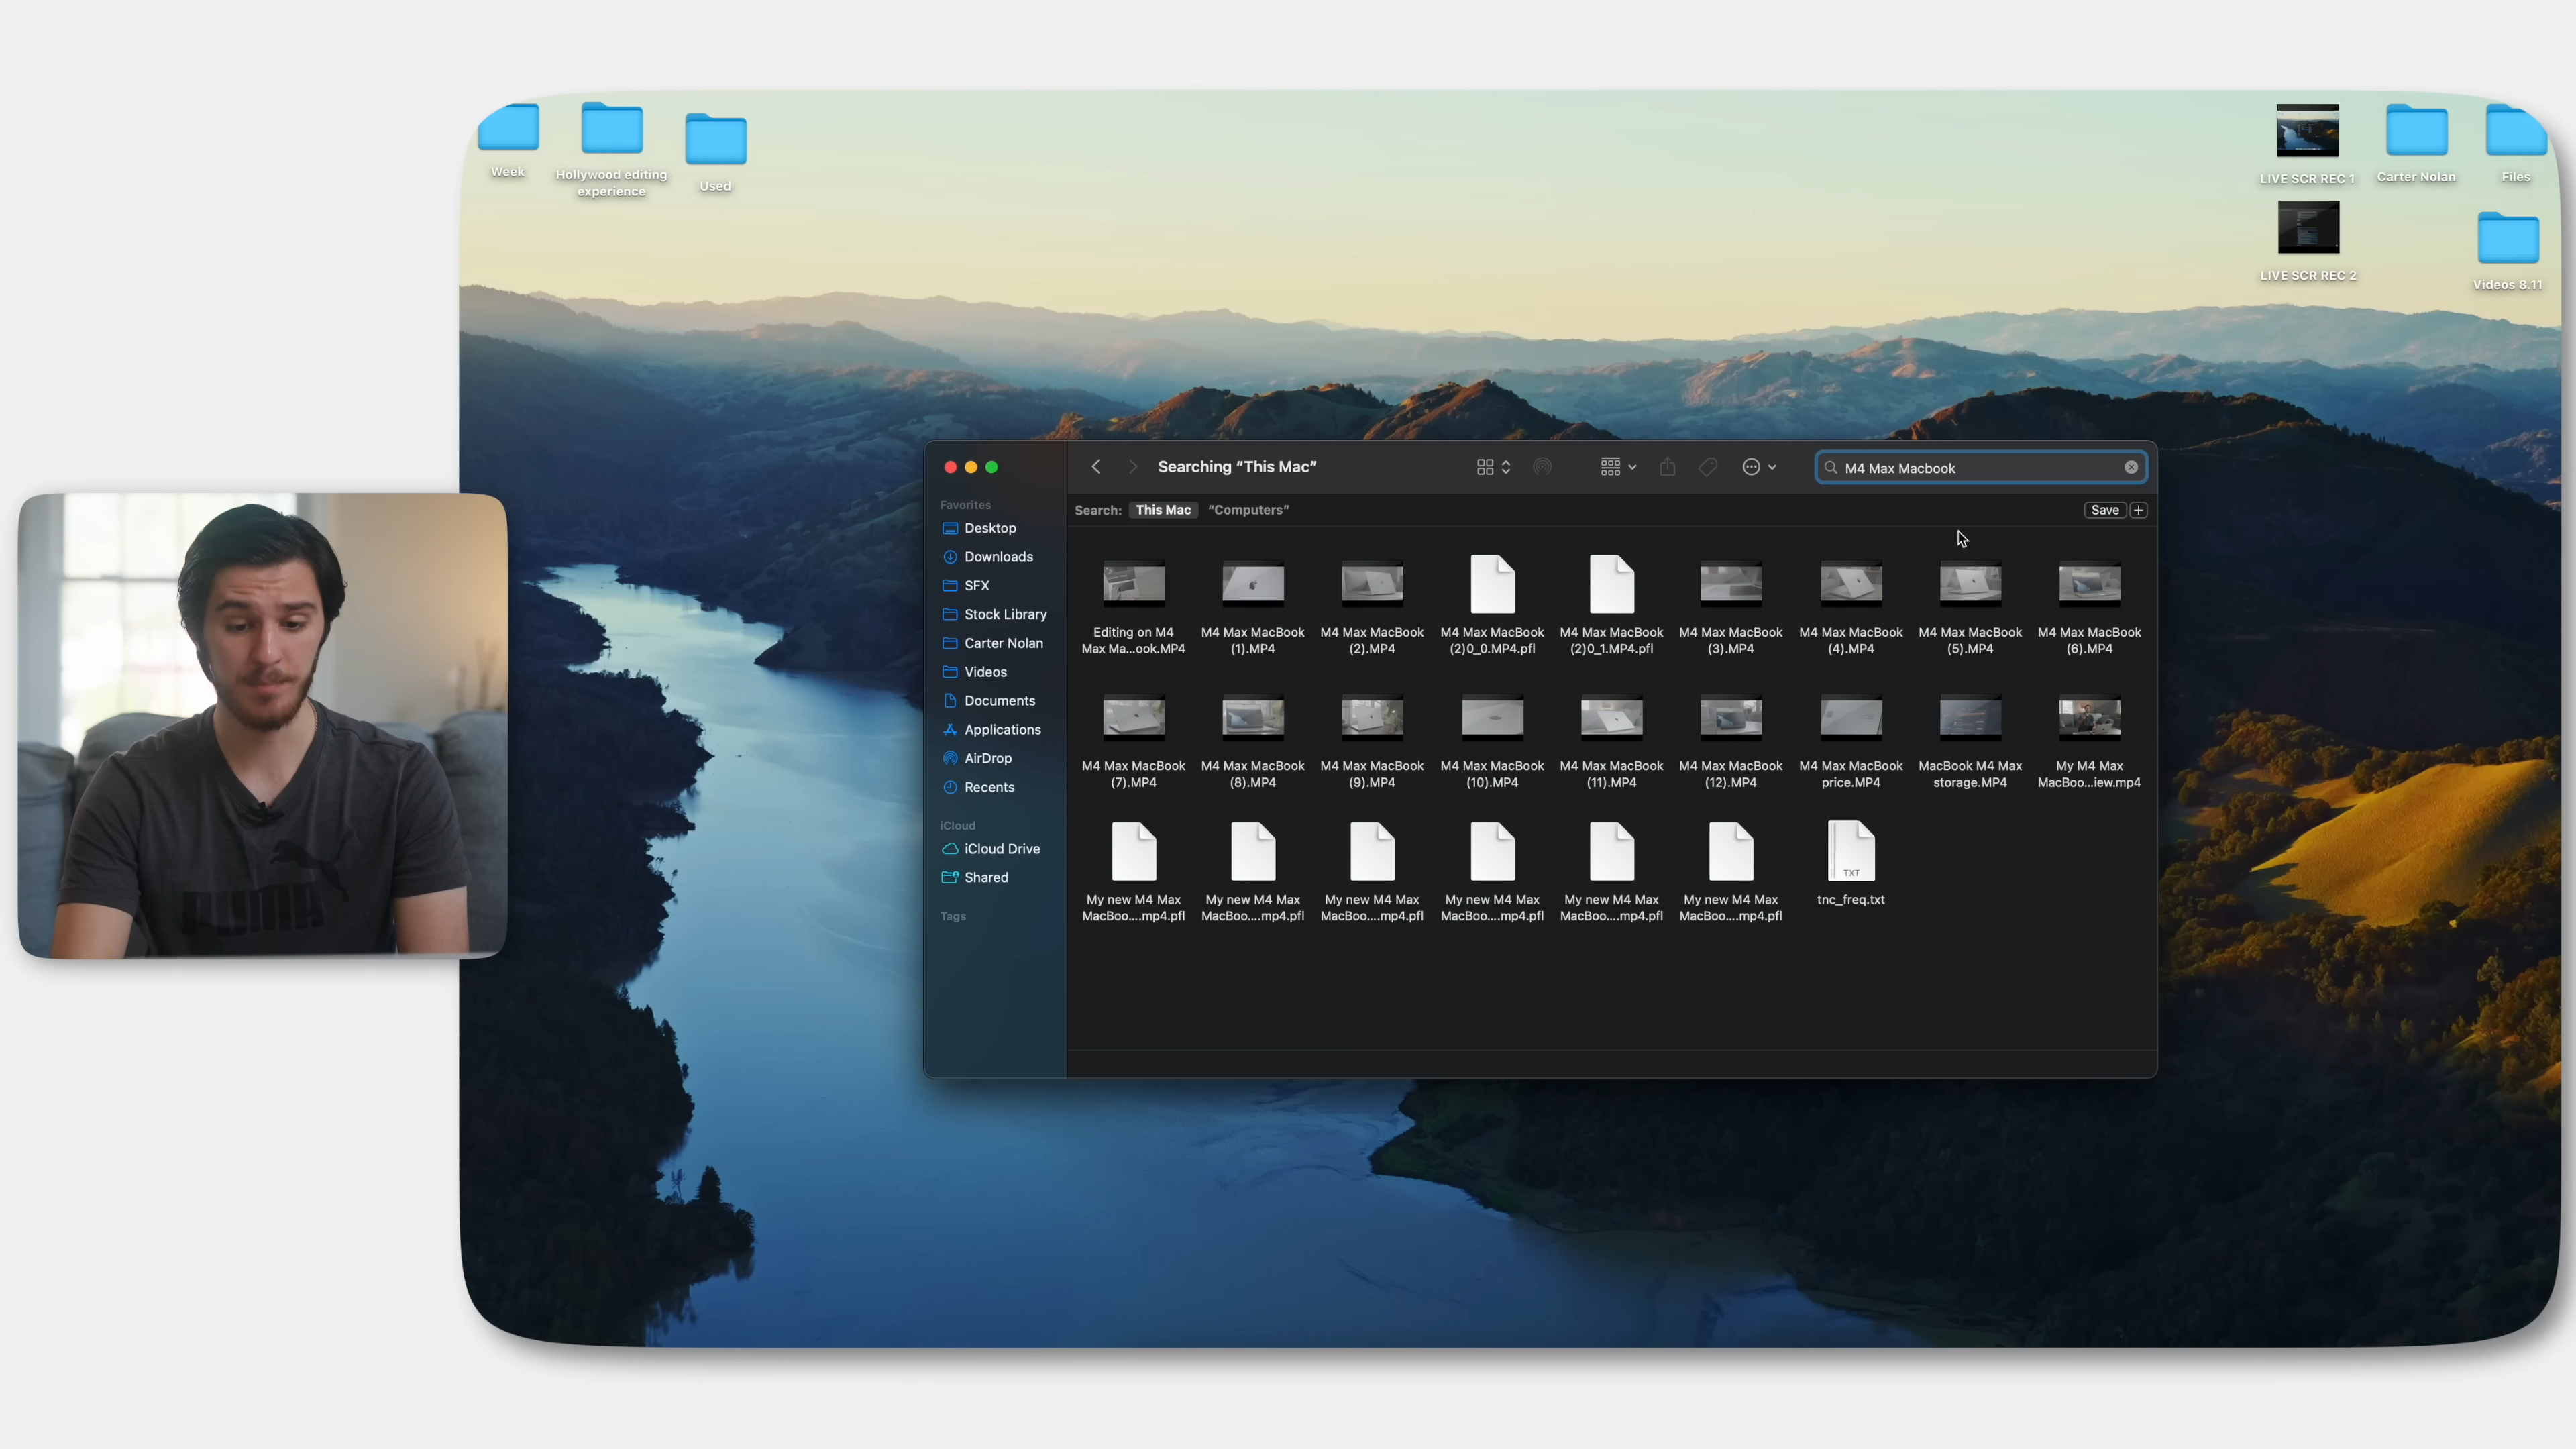 Week
Hollywood editing
experience
Used
LIVE SCR REC 1
Carter Nolan
Files
LIVE SCR REC 2
Videos 8.11
Searching “This Mac”
M4 Max Macbook
Search:
This Mac
“Computers”
Save
Favorites
Desktop
Downloads
SFX
Stock Library
Carter Nolan
Videos
Documents
Applications
AirDrop
Recents
iCloud
iCloud Drive
Shared
Tags
Editing on M4
Max Ma...ook.MP4
M4 Max MacBook
(1).MP4
M4 Max MacBook
(2).MP4
M4 Max MacBook
(2)0_0.MP4.pfl
M4 Max MacBook
(2)0_1.MP4.pfl
M4 Max MacBook
(3).MP4
M4 Max MacBook
(4).MP4
M4 Max MacBook
(5).MP4
M4 Max MacBook
(6).MP4
M4 Max MacBook
(7).MP4
M4 Max MacBook
(8).MP4
M4 Max MacBook
(9).MP4
M4 Max MacBook
(10).MP4
M4 Max MacBook
(11).MP4
M4 Max MacBook
(12).MP4
M4 Max MacBook
price.MP4
MacBook M4 Max
storage.MP4
My M4 Max
MacBoo...iew.mp4
My new M4 Max
MacBoo....mp4.pfl
My new M4 Max
MacBoo....mp4.pfl
My new M4 Max
MacBoo....mp4.pfl
My new M4 Max
MacBoo....mp4.pfl
My new M4 Max
MacBoo....mp4.pfl
My new M4 Max
MacBoo....mp4.pfl
TXT
tnc_freq.txt
PUMA